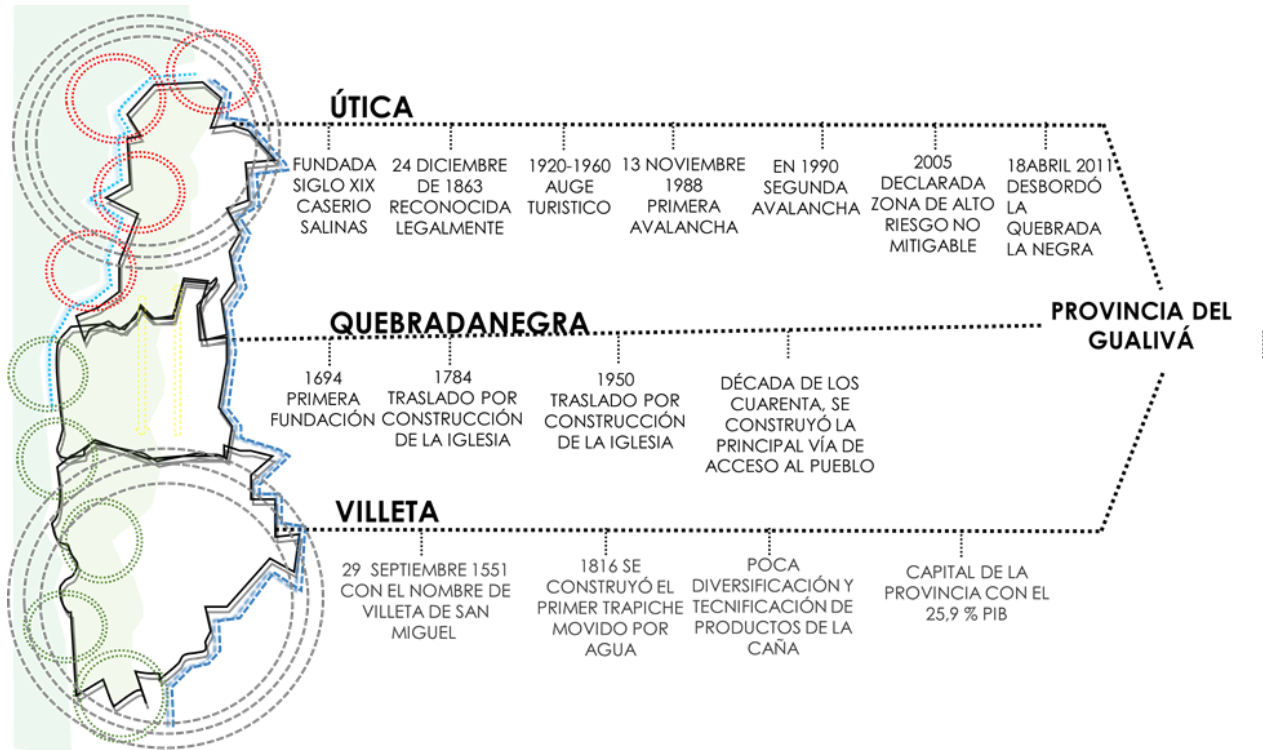 ÚTICA
FUNDADA
SIGLO XIX
CASERIO
SALINAS
24 DICIEMBRE
DE 1863
RECONOCIDA
LEGALMENTE
1920-1960
AUGE
TURISTICO
13 NOVIEMBRE
1988
PRIMERA
AVALANCHA
EN 1990
SEGUNDA
AVALANCHA
2005
DECLARADA
ZONA DE ALTO
RIESGO NO
MITIGABLE
18ABRIL 2011
DESBORDÓ
LA
QUEBRADA
LA NEGRA
QUEBRADANEGRA
1694
PRIMERA
FUNDACIÓN
1784
TRASLADO POR
CONSTRUCCIÓN
DE LA IGLESIA
1950
TRASLADO POR
CONSTRUCCIÓN
DE LA IGLESIA
DÉCADA DE LOS
CUARENTA, SE
CONSTRUYÓ LA
PRINCIPAL VÍA DE
ACCESO AL PUEBLO
PROVINCIA DEL
GUALIVÁ
VILLETA
29 SEPTIEMBRE 1551
CON EL NOMBRE DE
VILLETA DE SAN
MIGUEL
1816 SE
CONSTRUYÓ EL
PRIMER TRAPICHE
MOVIDO POR
AGUA
POCA
DIVERSIFICACIÓN Y
TECNIFICACIÓN DE
PRODUCTOS DE LA
CAÑA
CAPITAL DE LA
PROVINCIA CON EL
25,9 % PIB